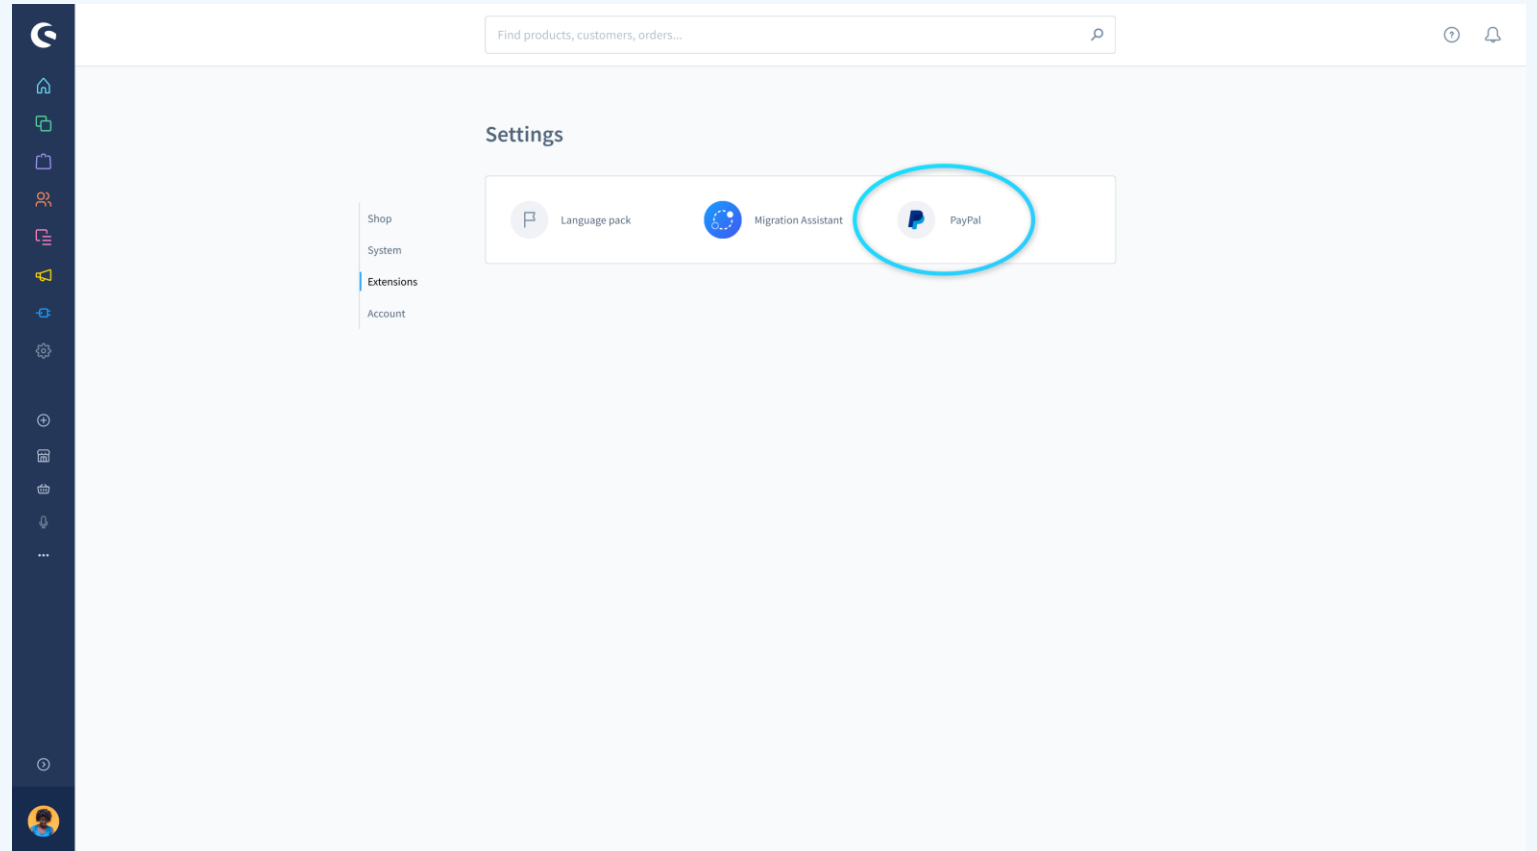 Find products, customers, orders...
Settings
Shop
System
Extensions
Account
Language pack
Migration Assistant
PayPal